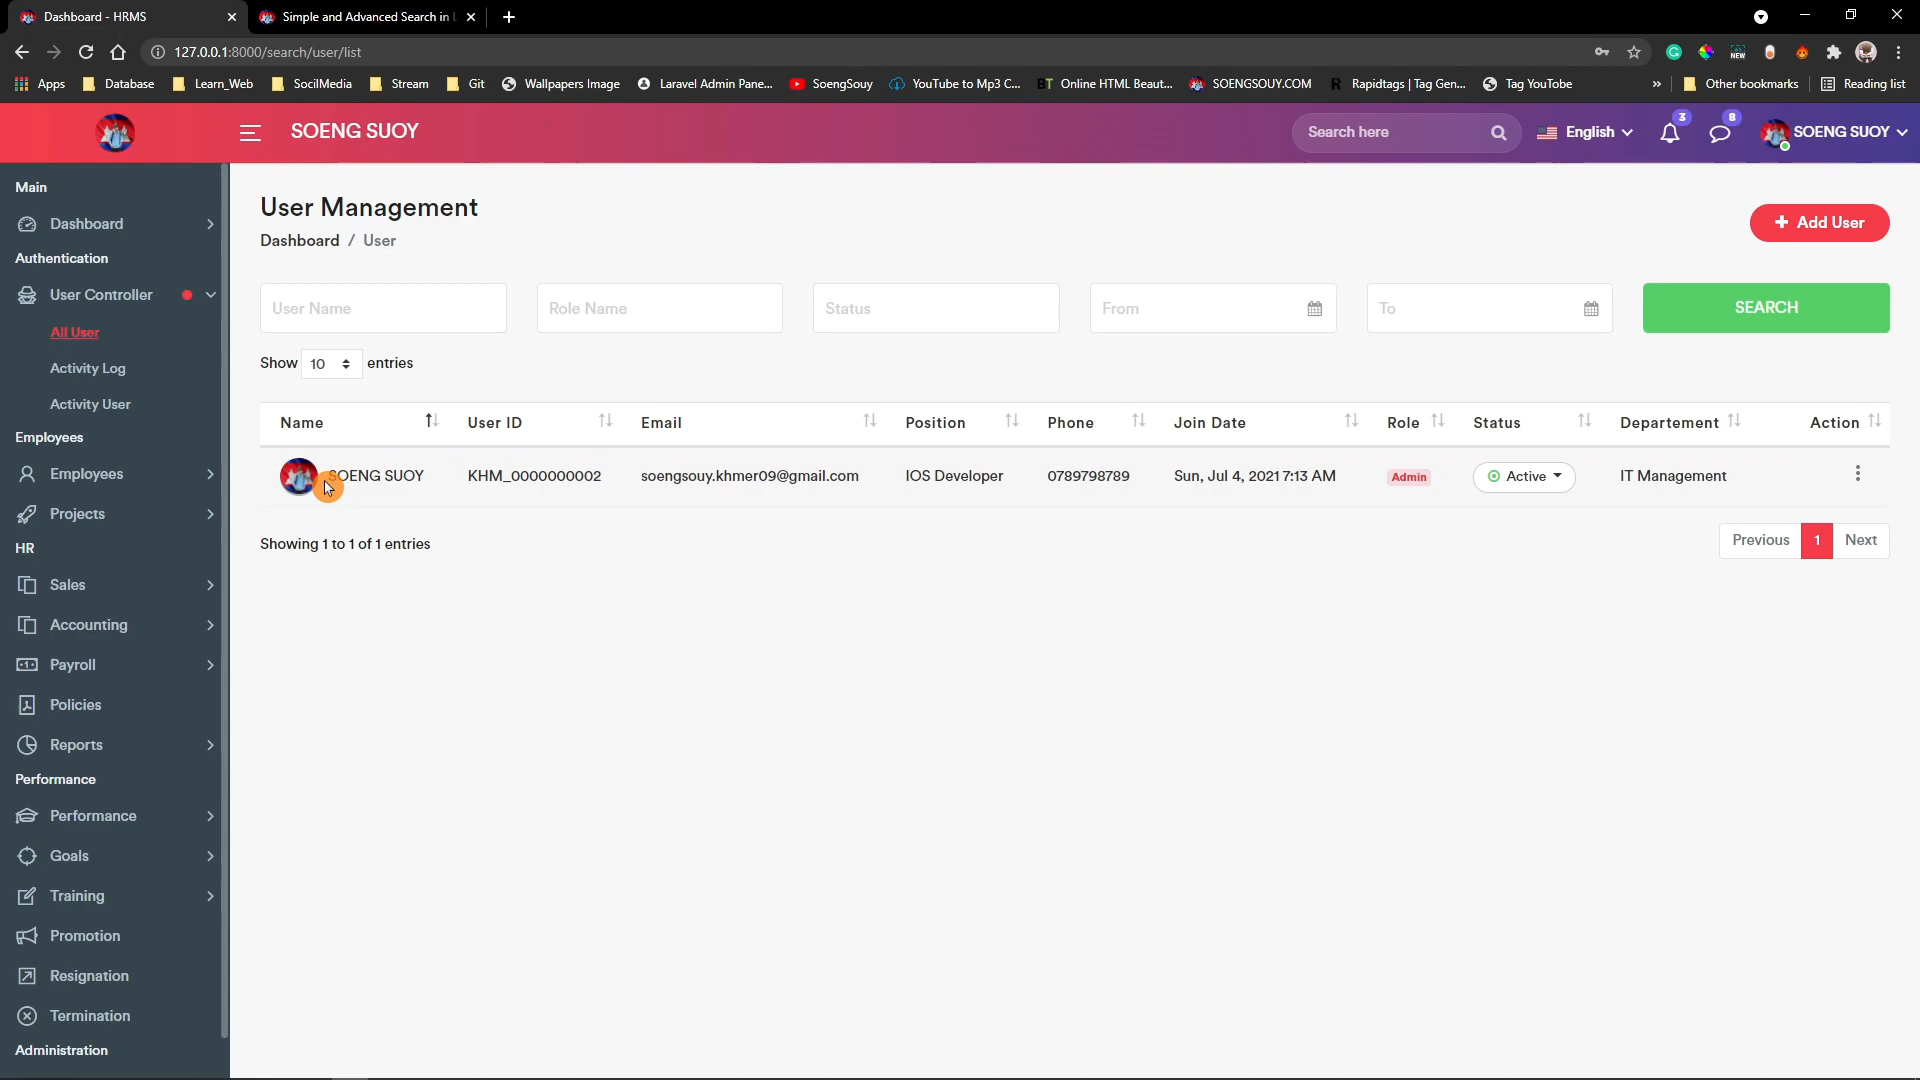 Dashboard - HRMS
Simple and Advanced Search in L
127.0.0.1:8000/search/user/list
Apps
Database
Learn_Web
SocilMedia
Stream
Git
Wallpapers Image
Laravel Admin Pane...
SoengSouy
YouTube to Mp3 C...
BT Online HTML Beaut...
SOENGSOUY.COM
R Rapidtags | Tag Gen...
Tag YouTube
»
Other bookmarks
Reading list
SOENG SUOY
Search here
English
3
8
SOENG SUOY
Main
Dashboard
Authentication
User Controller
All User
Activity Log
Activity User
Employees
Employees
Projects
HR
Sales
Accounting
Payroll
Policies
Reports
Performance
Performance
Goals
Training
Promotion
Resignation
Termination
Administration
User Management
Dashboard / User
+ Add User
User Name
Role Name
Status
From
To
SEARCH
Show 10 entries
Name User ID Email Position Phone Join Date Role Status Departement Action
SOENG SUOY KHM_0000000002 soengsouy.khmer09@gmail.com IOS Developer 0789798789 Sun, Jul 4, 2021 7:13 AM Admin Active IT Management
Showing 1 to 1 of 1 entries
Previous 1 Next